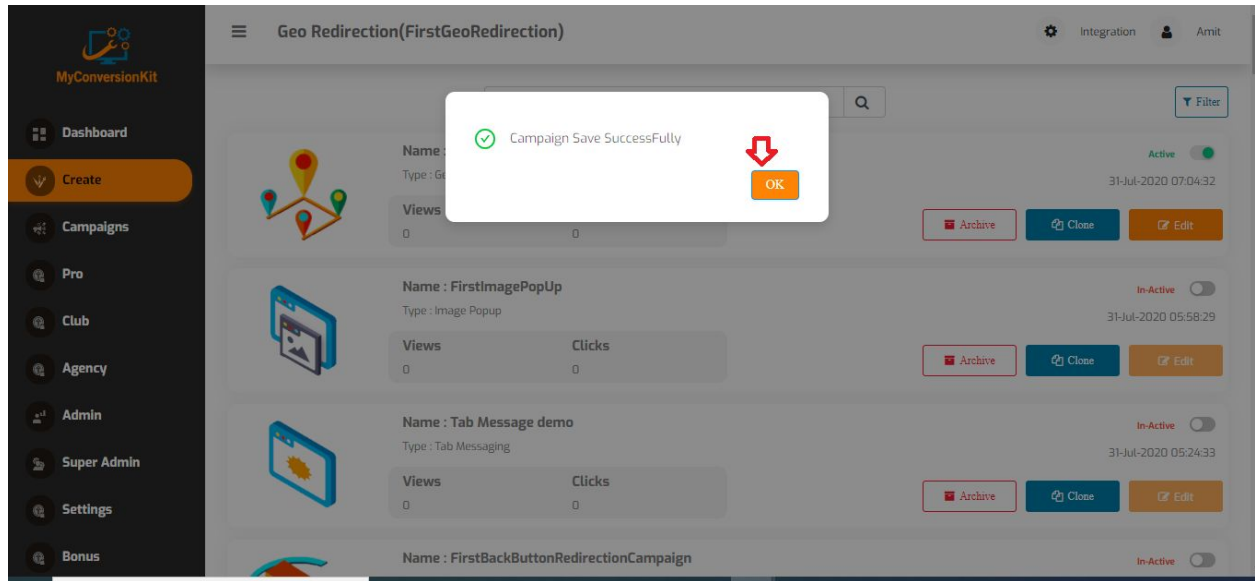 MyConversionKit
Dashboard
Create
Campaigns
Pro
Club
Agency
Admin
Super Admin
Settings
Bonus
Geo Redirection(FirstGeoRedirection)
Integration
Amit
Filter
Campaign Save SuccessFully
OK
Name :
Type : Ge
Views
0
0
Active
31-Jul-2020 07:04:32
Archive
Clone
Edit
Name : FirstImagePopUp
Type : Image Popup
Views Clicks
0 0
In-Active
31-Jul-2020 05:58:29
Archive
Clone
Edit
Name : Tab Message demo
Type : Tab Messaging
Views Clicks
0 0
In-Active
31-Jul-2020 05:24:33
Archive
Clone
Edit
Name : FirstBackButtonRedirectionCampaign
In-Active